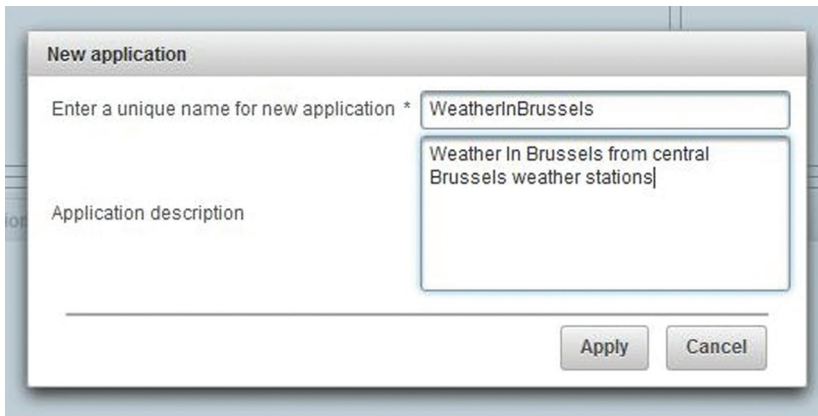 New application
Enter a unique name for new application * WeatherInBrussels
Weather In Brussels from central
Brussels weather stations
Application description
Apply Cancel